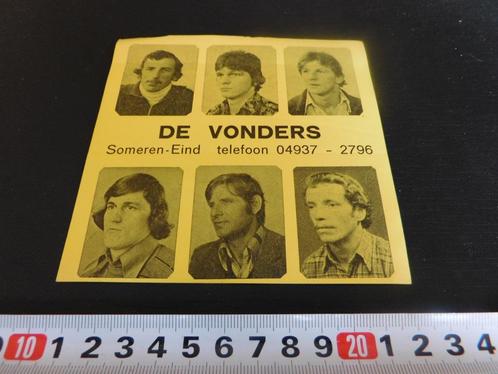 DE VONDERS
Someren-Eind telefoon 04937 - 2796
10 1 2 3 4 5 6 7 8 9 20 1 2 3 4